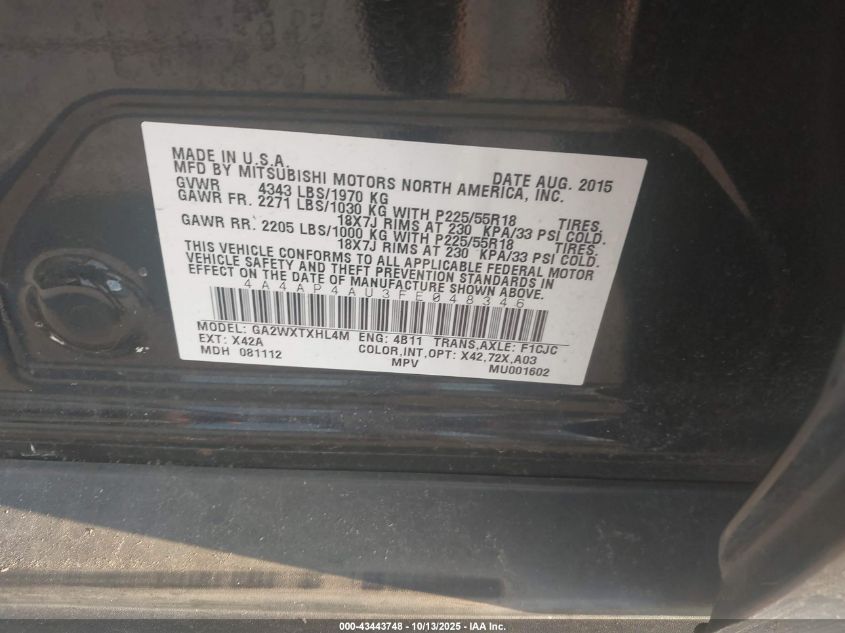 MADE IN U.S.A. DATE AUG. 2015
MFD BY MITSUBISHI MOTORS NORTH AMERICA, INC.
GVWR 4343 LBS/1970 KG
GAWR FR. 2271 LBS/1030 KG WITH P225/55R18 TIRES,
18X7J RIMS AT 230 KPA/33 PSI COLD.
GAWR RR. 2205 LBS/1000 KG WITH P225/55R18 TIRES,
18X7J RIMS AT 230 KPA/33 PSI COLD.
THIS VEHICLE CONFORMS TO ALL APPLICABLE FEDERAL MOTOR
VEHICLE SAFETY AND THEFT PREVENTION STANDARDS IN
EFFECT ON THE DATE OF MANUFACTURE SHOWN ABOVE.
4A4AP4AU3FE048346
MODEL: GA2WXTXHL4M ENG: 4B11 TRANS,AXLE: F1CJC
EXT: X42A COLOR,INT,OPT: X42,72X,A03
MDH 081112 MPV MU001602
000-43443748 - 10/13/2025 - IAA Inc.